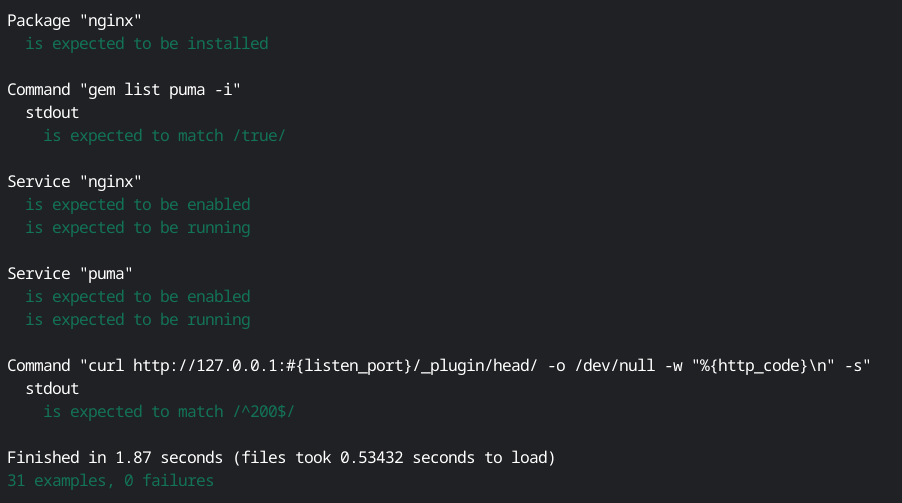 Package "nginx"
is expected to be installed
Command "gem list puma -i"
stdout
is expected to match /true/
Service "nginx"
is expected to be enabled
is expected to be running
Service "puma"
is expected to be enabled
is expected to be running
Command "curl http://127.0.0.1:#{listen_port}/_plugin/head/ -o /dev/null -w "%{http_code}\n" -s"
stdout
is expected to match /^200$/
Finished in 1.87 seconds (files took 0.53432 seconds to load)
31 examples, 0 failures